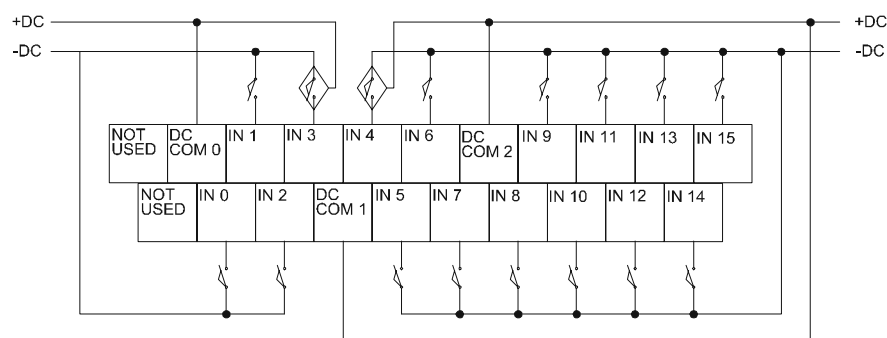 +DC
+DC
-DC
-DC
NOT
USED
DC
COM 0
IN 1
IN 3
IN 4
IN 6
DC
COM 2
IN 9
IN 11
IN 13
IN 15
NOT
USED
IN 0
IN 2
DC
COM 1
IN 5
IN 7
IN 8
IN 10
IN 12
IN 14